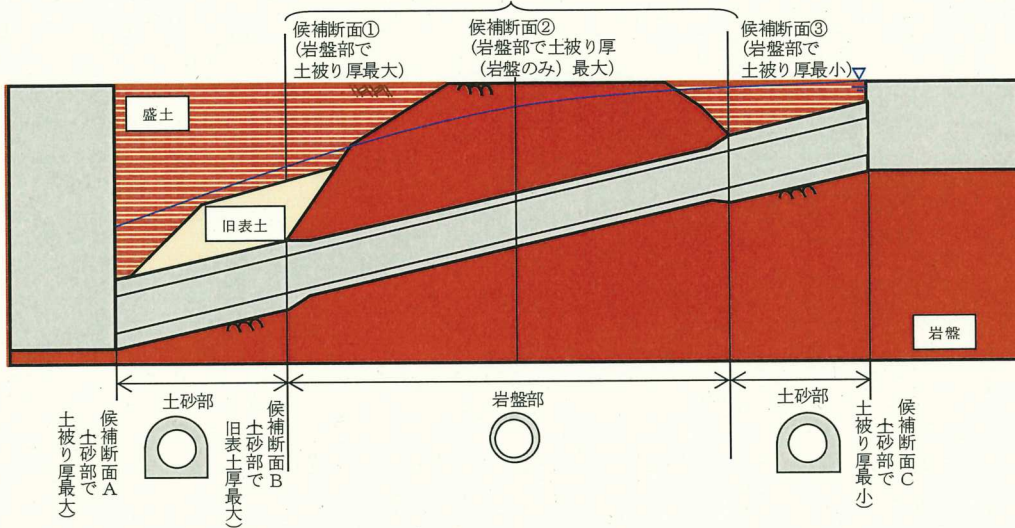 候補断面①
(岩盤部で
土被り厚最大)
候補断面②
(岩盤部で土被り厚
(岩盤のみ)最大)
候補断面③
(岩盤部で
土被り厚最小)
盛土
旧表土
岩盤
土砂部
岩盤部
土砂部
候補断面A
(土砂部で
土被り厚最大)
候補断面B
(土砂部で
旧表土厚最大)
候補断面C
(土砂部で
土被り厚最小)